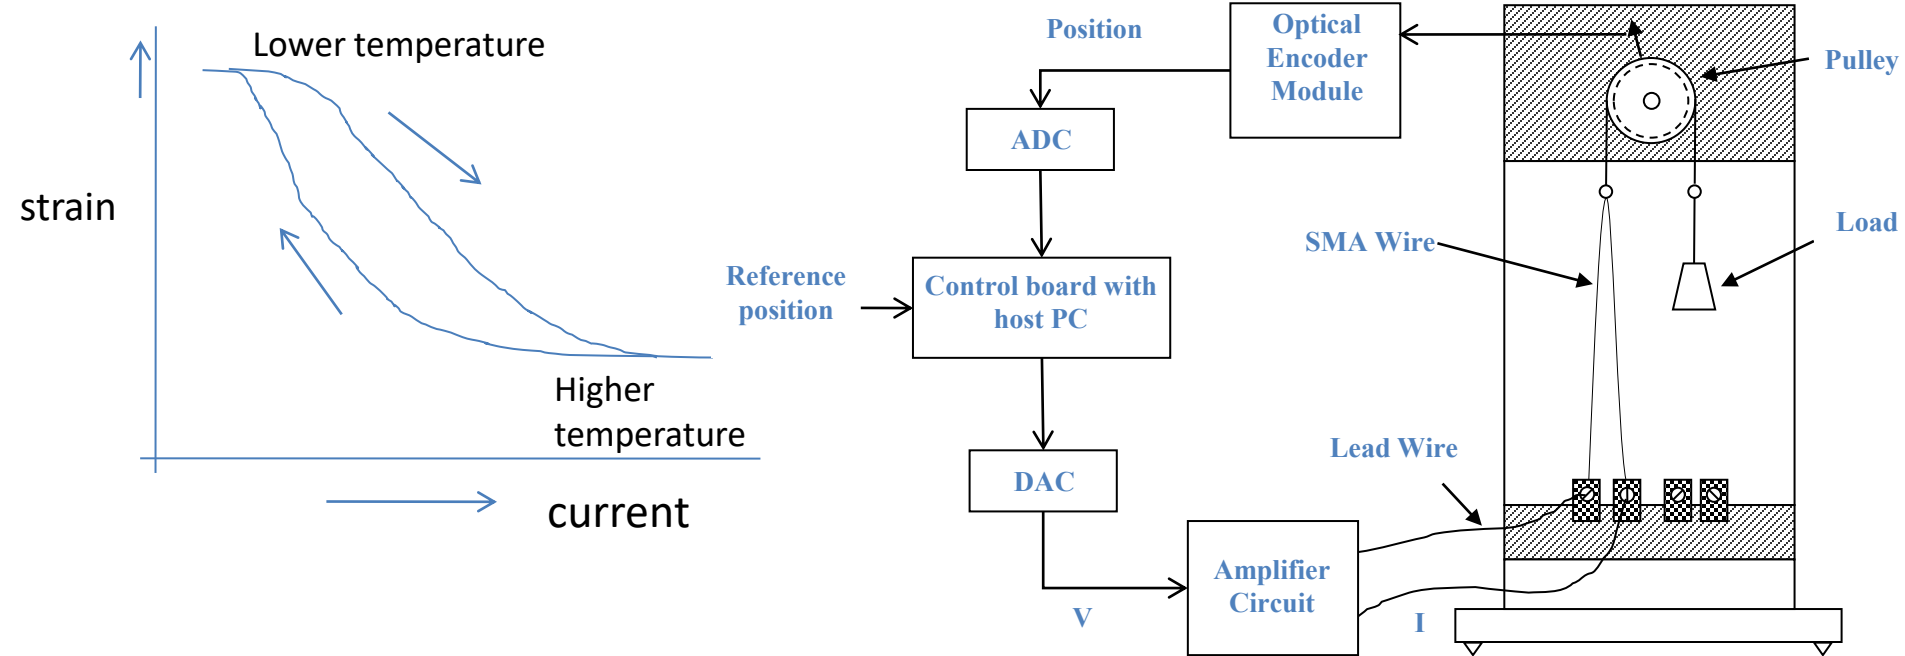 Lower temperature
strain
Higher
temperature
current
Position
Optical
Encoder
Module
Pulley
ADC
SMA Wire
Load
Reference
position
Control board with
host PC
Lead Wire
DAC
Amplifier
Circuit
V
I